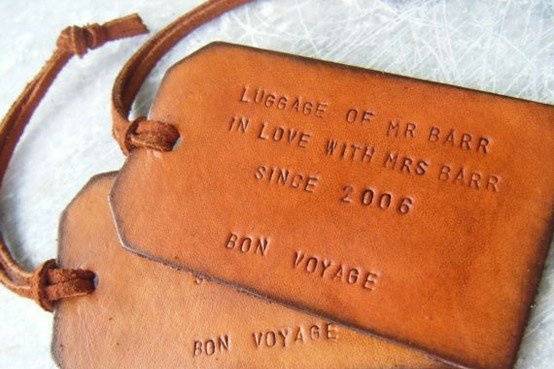 LUGGAGE OF MR BARR
IN LOVE WITH MRS BARR
SINCE 2006
BON VOYAGE
BON VOYAGE